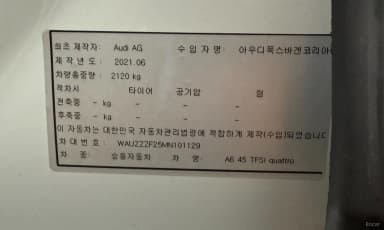 최초 제작자: Audi AG 수 입 자 명: 아우디폭스바겐코리아
제 작 년 도 : 2021.06
차량총중량 : 2120 kg
적차시 타이어 공기압 형
전축중 - kg - - -
후축중 - kg - - -
이 자동차는 대한민국 자동차관리법령에 적합하게 제작(수입)되었습니다
차 대 번 호 : WAUZZZF25MN101129
차 종: 승용자동차 차 명: A6 45 TFSI quattro